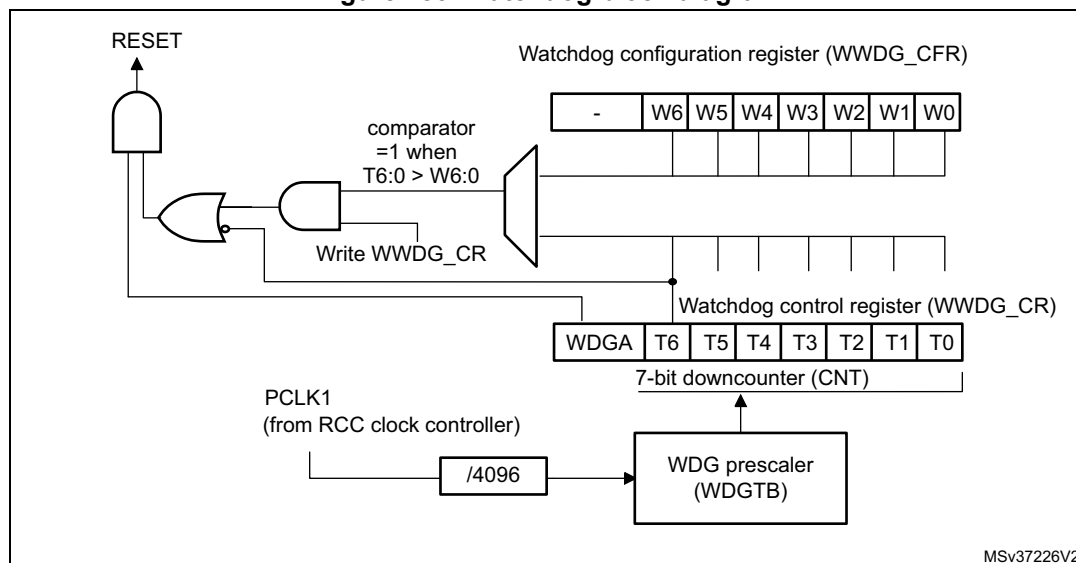 RESET
Watchdog configuration register (WWDG_CFR)
- W6 W5 W4 W3 W2 W1 W0
comparator
=1 when
T6:0 > W6:0
Write WWDG_CR
Watchdog control register (WWDG_CR)
WDGA T6 T5 T4 T3 T2 T1 T0
7-bit downcounter (CNT)
PCLK1
(from RCC clock controller)
/4096
WDG prescaler
(WDGTB)
MSv37226V2